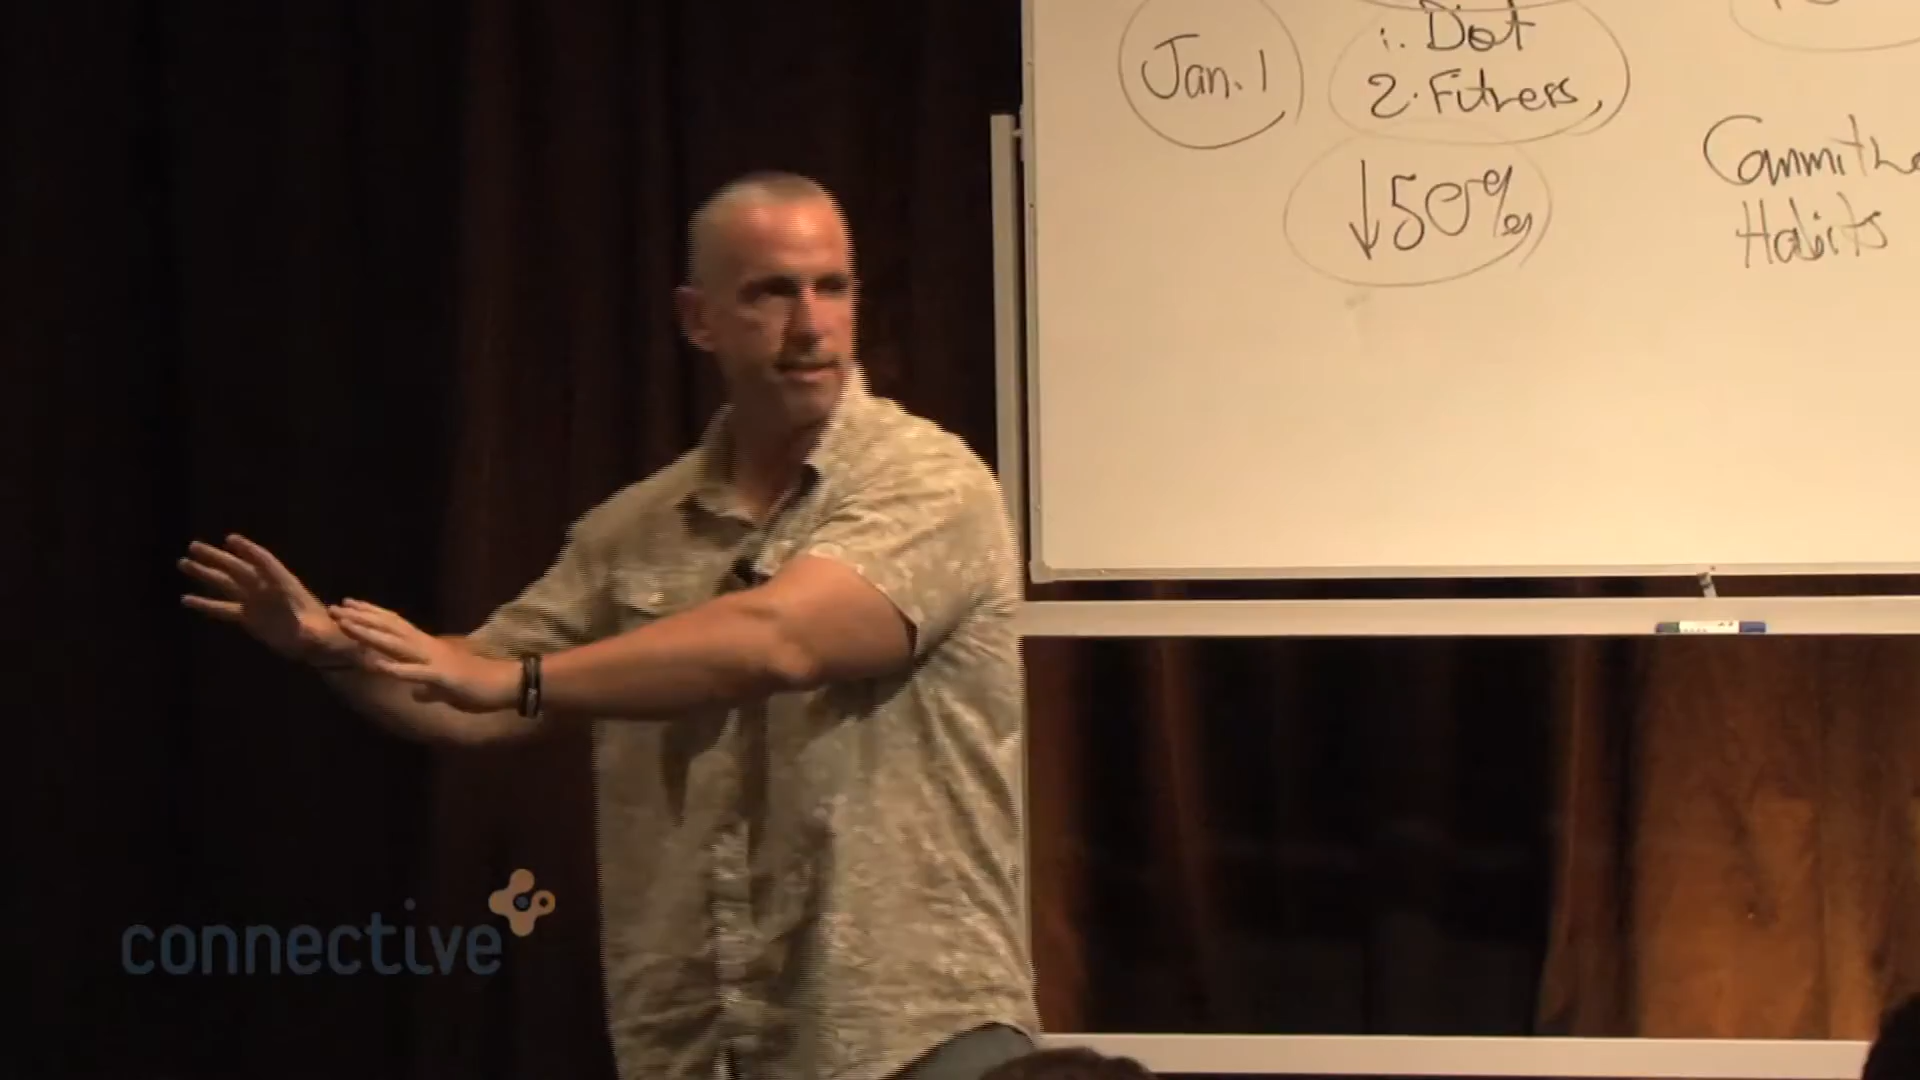 1. Diet
Jan. 1
2. Fitness
Habits
↓50%
connective